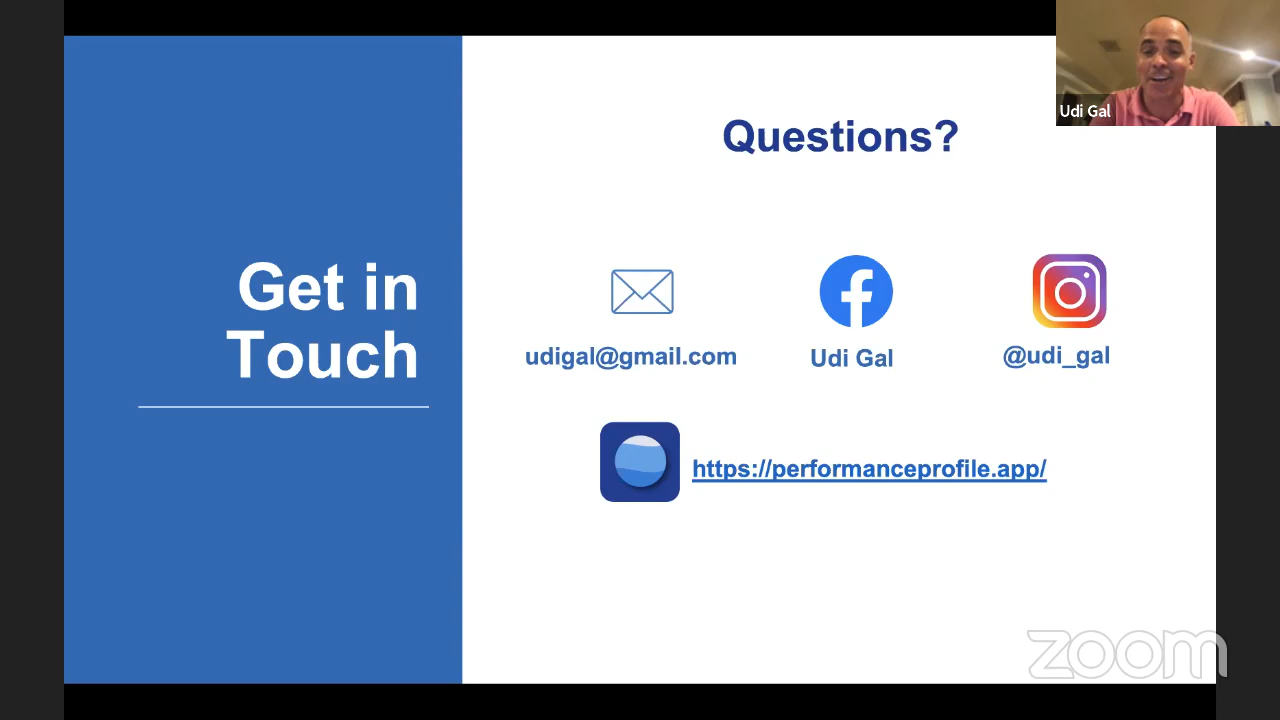 Udi Gal
Questions?
Get in
Touch
udigal@gmail.com
Udi Gal
@udi_gal
https://performanceprofile.app/
zoom